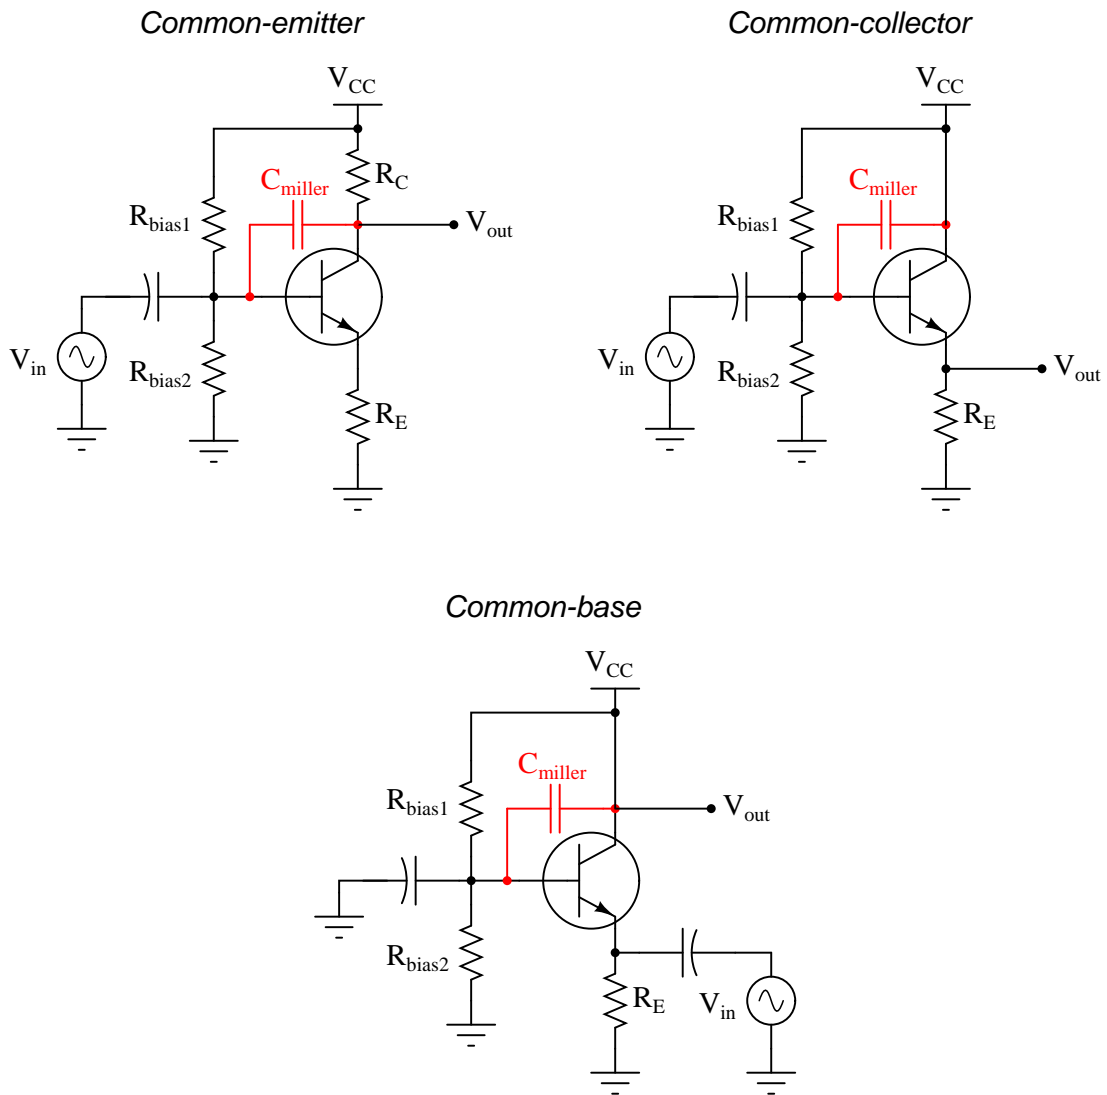 Common-emitter
V_CC
R_C
C_miller
R_bias1
V_out
V_in
R_bias2
R_E
Common-collector
V_CC
C_miller
R_bias1
V_in
R_bias2
V_out
R_E
Common-base
V_CC
C_miller
R_bias1
V_out
R_bias2
R_E
V_in